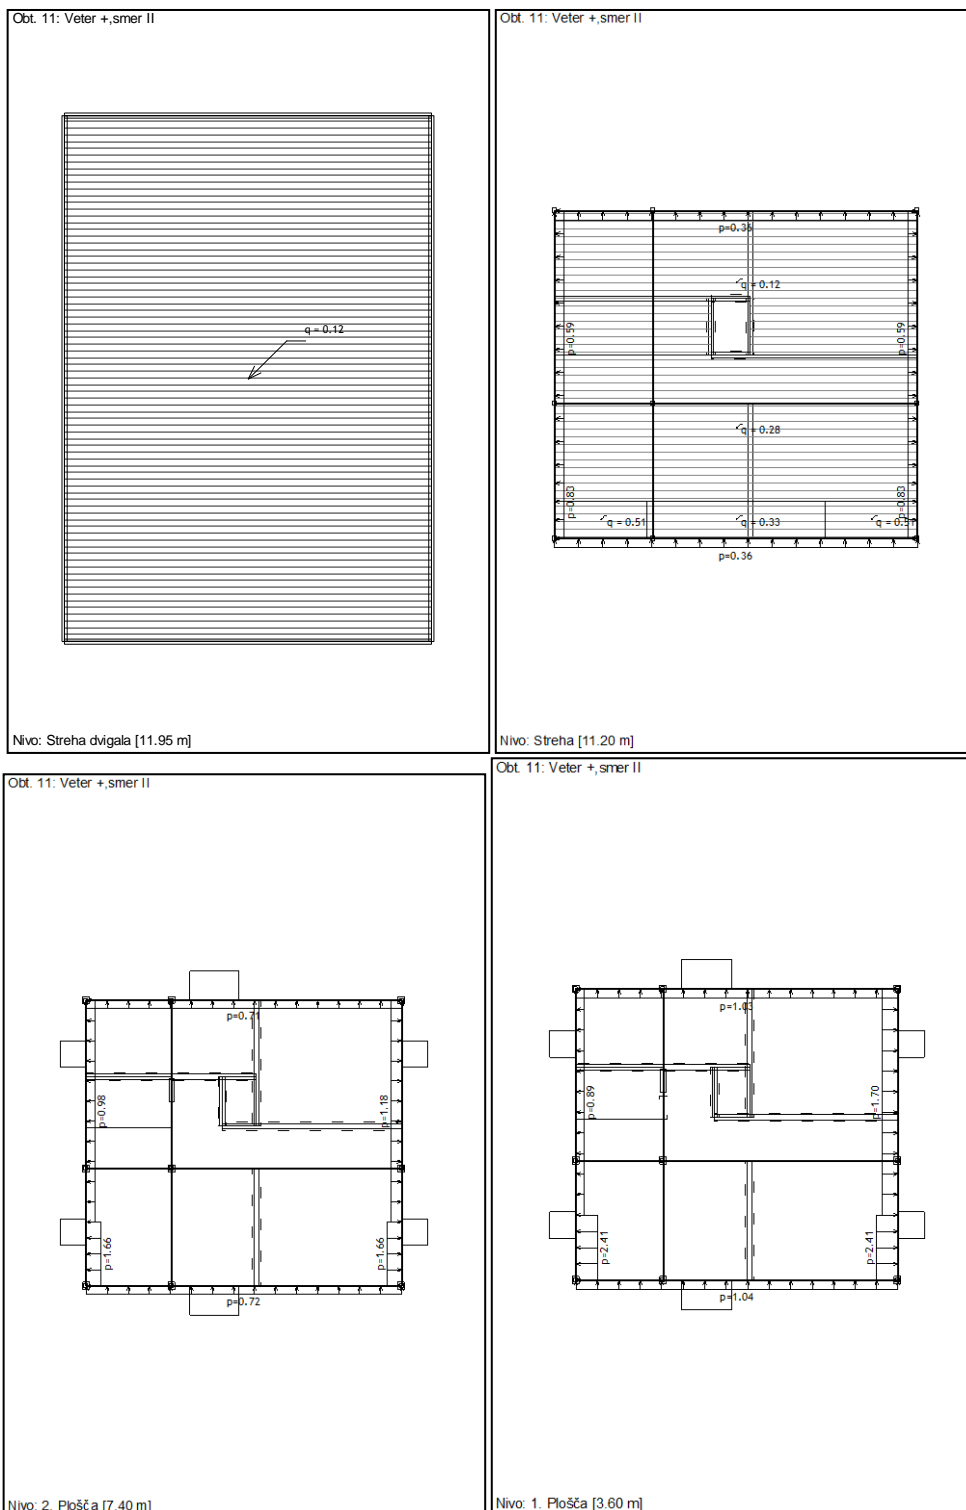 Obt. 11: Veter +,smer II
q = 0.12
Nivo: Streha dvigala [11.95 m]
Obt. 11: Veter +,smer II
p=0.36
q = 0.12
p=0.59
p=0.59
q = 0.28
p=0.83
p=0.83
q = 0.51
q = 0.33
p=0.36
Nivo: Streha [11.20 m]
Obt. 11: Veter +,smer II
p=0.71
p=0.98
p=1.18
p=1.66
p=1.66
p=0.72
Nivo: 2. Plošča [7.40 m]
Obt. 11: Veter +,smer II
p=1.03
p=0.89
p=1.70
p=2.41
p=2.41
p=1.04
Nivo: 1. Plošča [3.60 m]